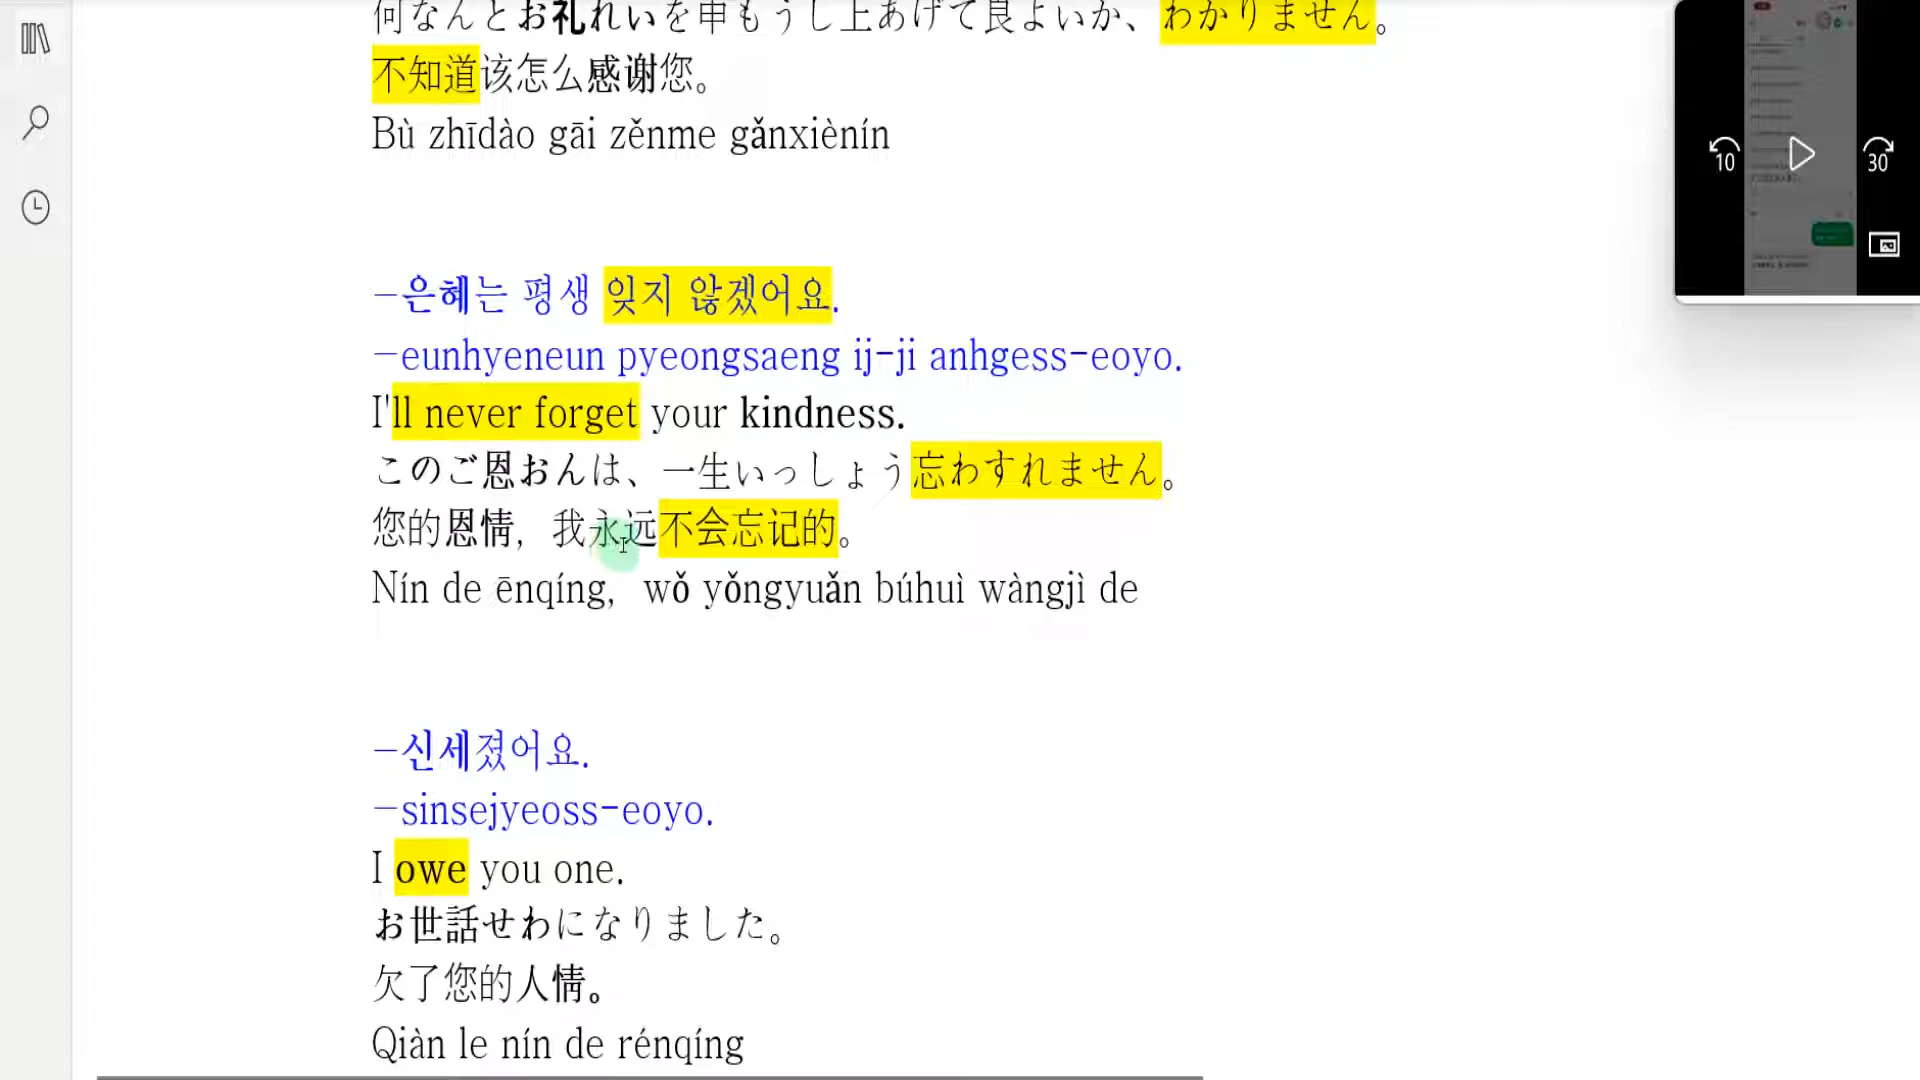 何なんとお礼れいを申もうし上あげて良よいか、わかりません。
不知道该怎么感谢您。
Bù zhīdào gāi zěnme gǎnxiènín
–은혜는 평생 잊지 않겠어요.
–eunhyeneun pyeongsaeng ij-ji anhgess-eoyo.
I'll never forget your kindness.
このご恩おんは、一生いっしょう忘わすれません。
您的恩情，我永远不会忘记的。
Nín de ēnqíng,  wǒ yǒngyuǎn búhuì wàngjì de
–신세졌어요.
–sinsejyeoss-eoyo.
I owe you one.
お世話せわになりました。
欠了您的人情。
Qiàn le nín de rénqíng
10
30